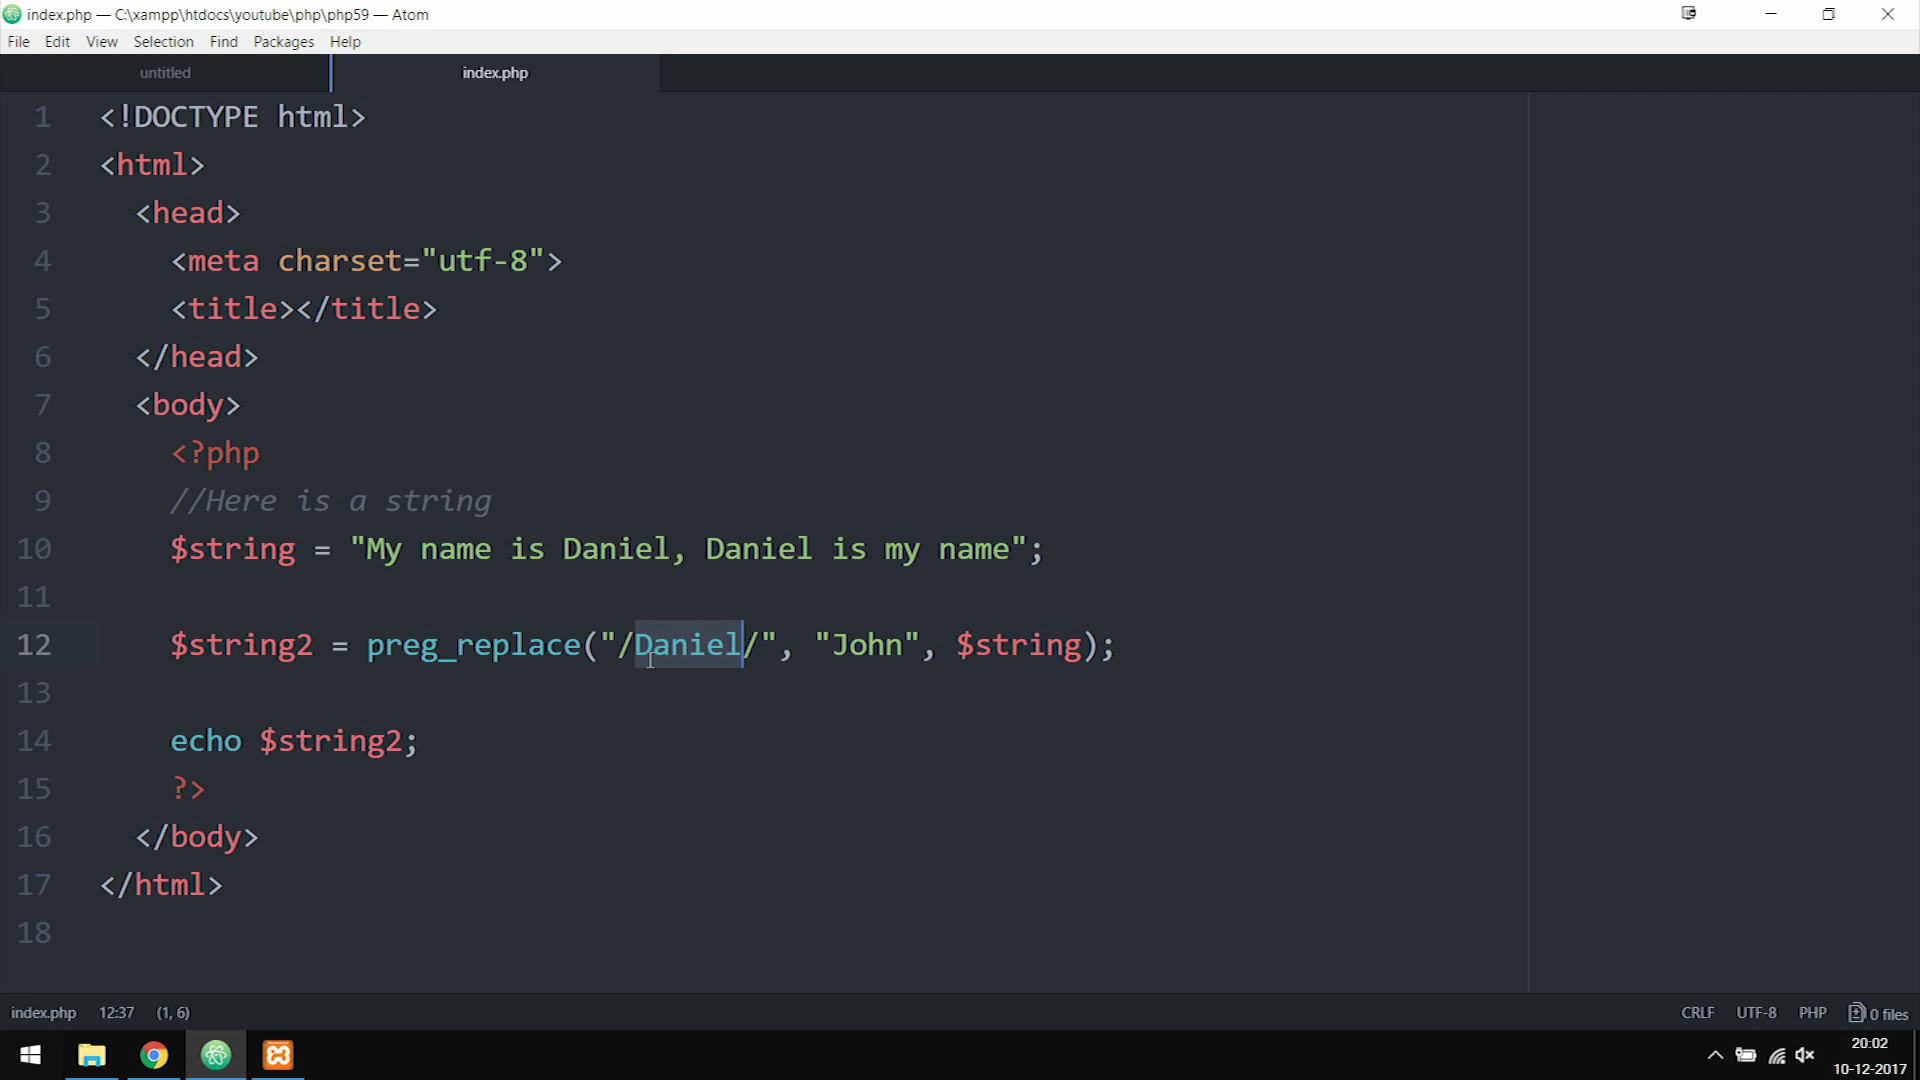 index.php — C:\xampp\htdocs\youtube\php\php59 — Atom
File Edit View Selection Find Packages Help
untitled index.php
1 <!DOCTYPE html>
2 <html>
3 <head>
4 <meta charset="utf-8">
5 <title></title>
6 </head>
7 <body>
8 <?php
9 //Here is a string
10 $string = "My name is Daniel, Daniel is my name";
11
12 $string2 = preg_replace("/Daniel/", "John", $string);
13
14 echo $string2;
15 ?>
16 </body>
17 </html>
18
index.php 12:37 (1, 6) CRLF UTF-8 PHP 0 files
20:02
10-12-2017